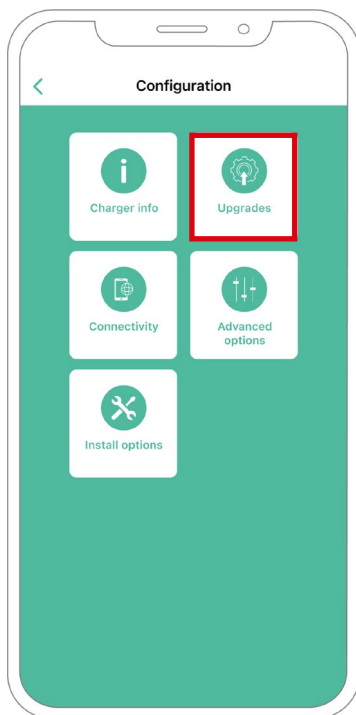 Configuration
Charger info
Upgrades
Connectivity
Advanced
options
Install options